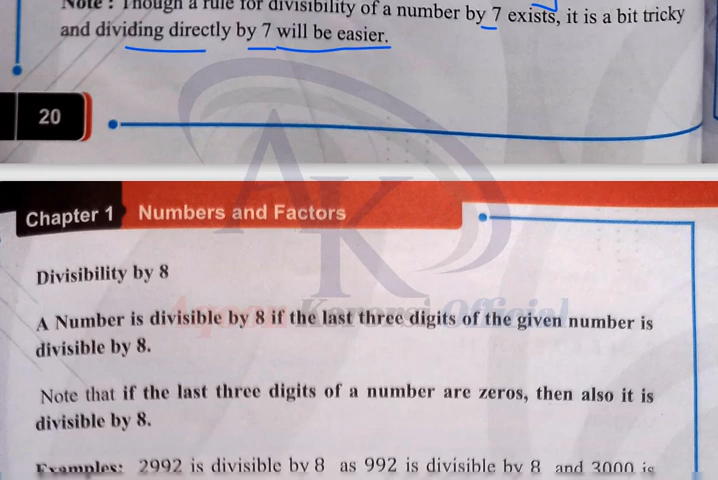 Note : Though a rule for divisibility of a number by 7 exists, it is a bit tricky
and dividing directly by 7 will be easier.
20
Chapter 1 Numbers and Factors
Divisibility by 8
A Number is divisible by 8 if the last three digits of the given number is
divisible by 8.
Note that if the last three digits of a number are zeros, then also it is
divisible by 8.
Examples: 2992 is divisible by 8 as 992 is divisible by 8 and 3000 is
AK
Official